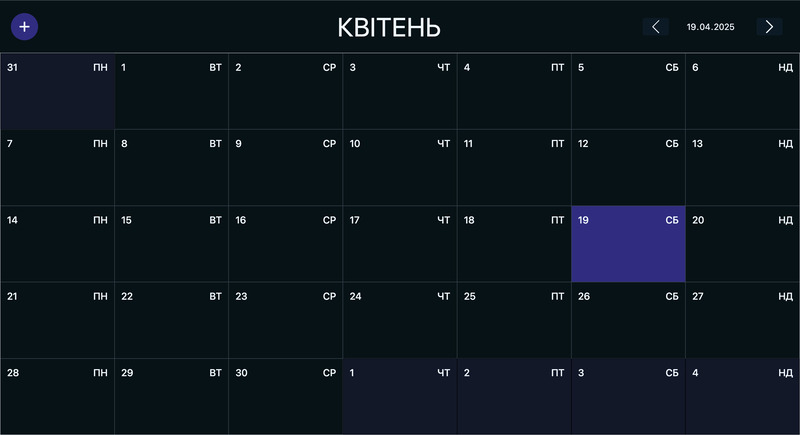 + КВІТЕНЬ 19.04.2025
31 ПН 1 ВТ 2 СР 3 ЧТ 4 ПТ 5 СБ 6 НД
7 ПН 8 ВТ 9 СР 10 ЧТ 11 ПТ 12 СБ 13 НД
14 ПН 15 ВТ 16 СР 17 ЧТ 18 ПТ 19 СБ 20 НД
21 ПН 22 ВТ 23 СР 24 ЧТ 25 ПТ 26 СБ 27 НД
28 ПН 29 ВТ 30 СР 1 ЧТ 2 ПТ 3 СБ 4 НД